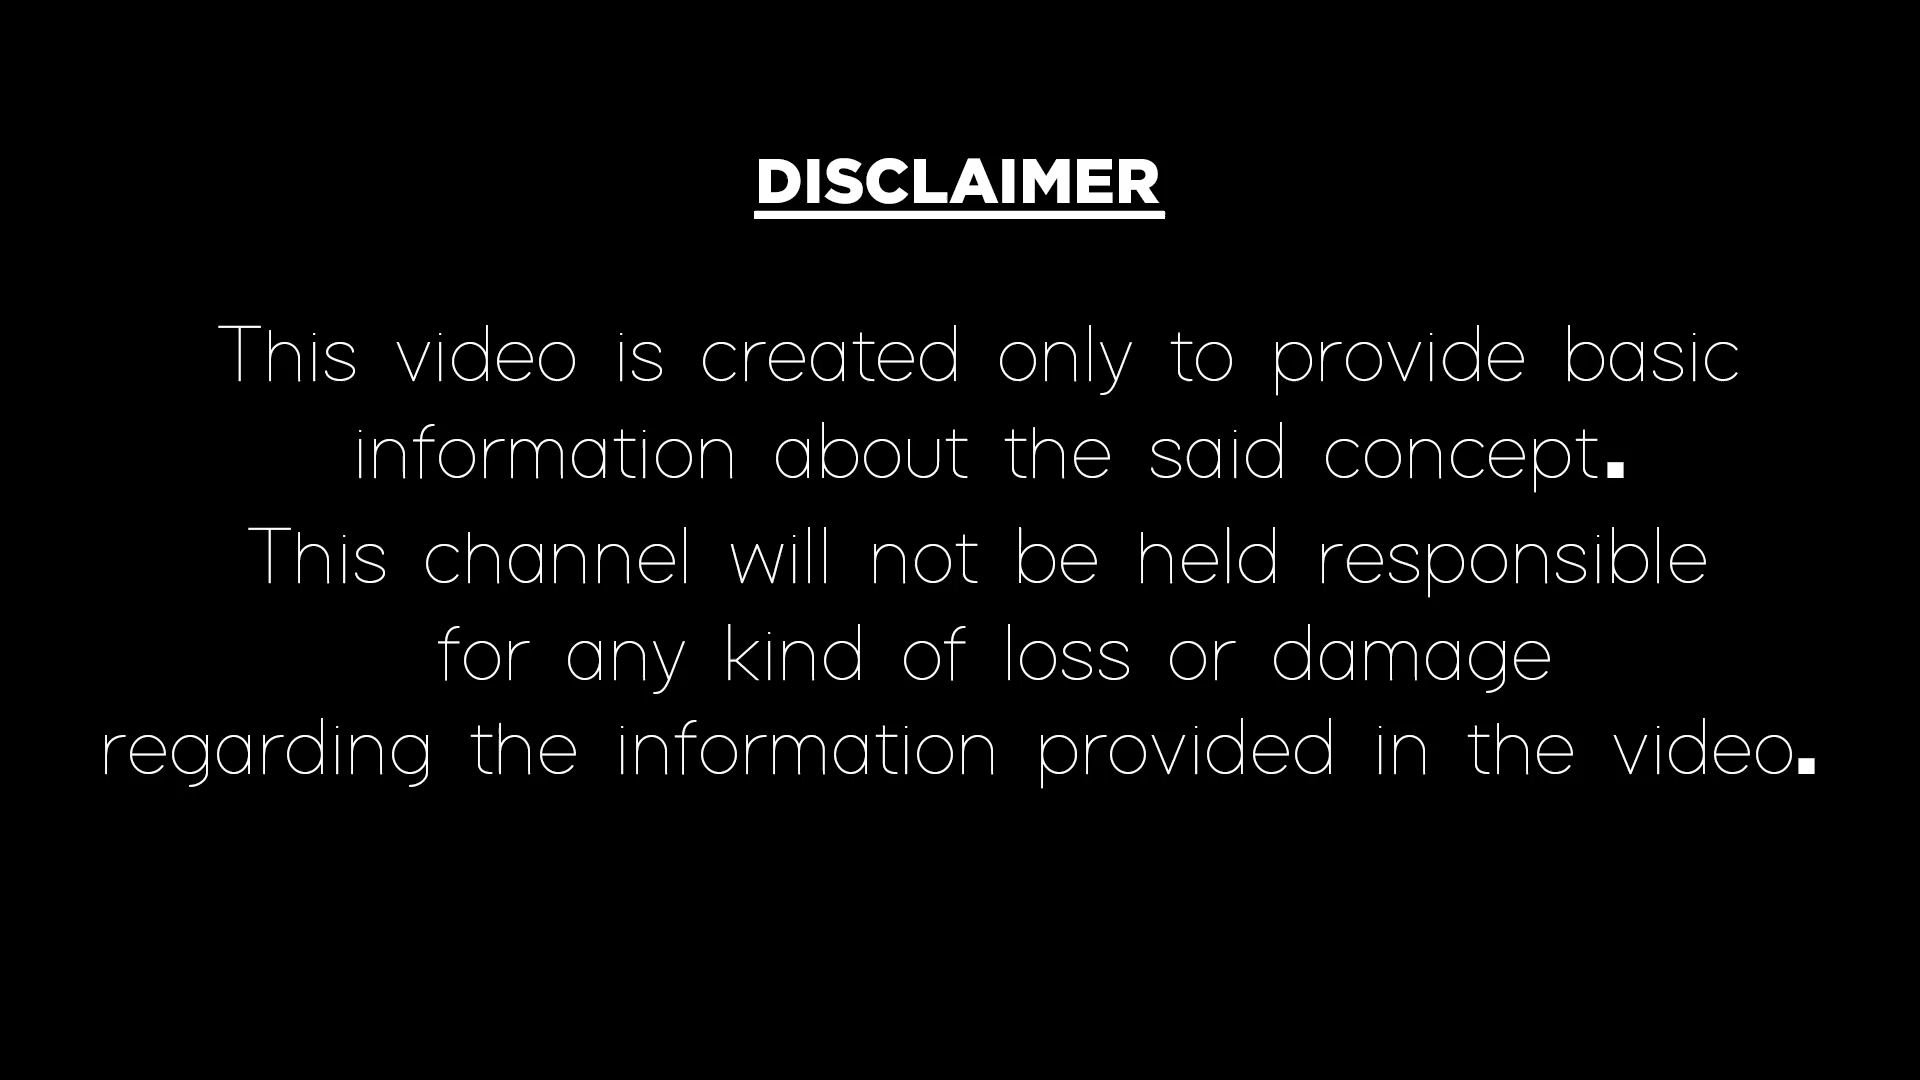 DISCLAIMER
This video is created only to provide basic
information about the said concept.
This channel will not be held responsible
for any kind of loss or damage
regarding the information provided in the video.